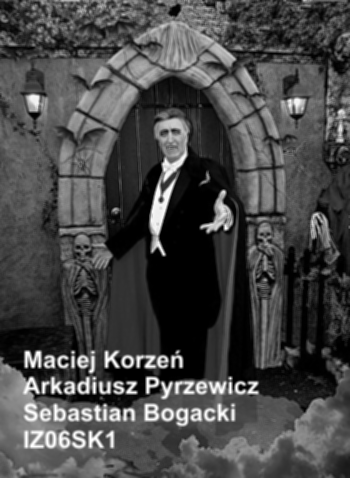 Maciej Korzeń
Arkadiusz Pyrzewicz
Sebastian Bogacki
IZ06SK1